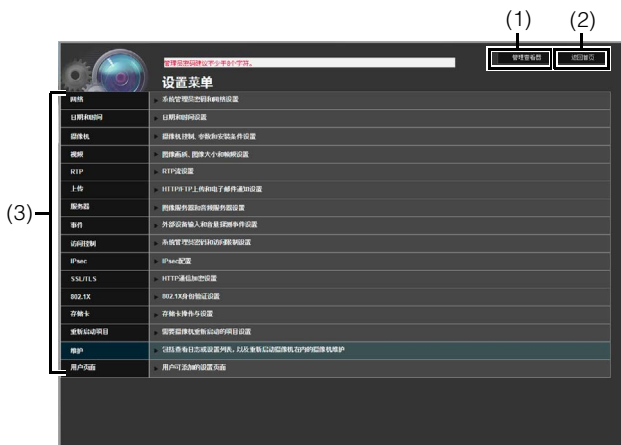 (1) (2)
管理员密码建议至少半8个字符。
管理查看器 返回首页
设置菜单
(3)
网络 系统管理员密码和网络设置
日期和时间 日期和时间设置
摄像机 摄像机控制, 参数和安装条件设置
视频 图像画质, 图像大小和帧频设置
RTP RTP流设置
上传 HTTP/FTP上传和电子邮件通知设置
服务器 图像服务器和音频服务器设置
事件 外部设备输入和音量探测事件设置
访问控制 系统管理员密码和访问限制设置
IPsec IPsec配置
SSL/TLS HTTP通信加密设置
802.1X 802.1X身份验证设置
存储卡 存储卡操作与设置
重新启动项目 需要摄像机重新启动的项目设置
维护 包括查看日志或设置列表, 以及重新启动摄像机在内的摄像机维护
用户页面 用户可添加的设置页面